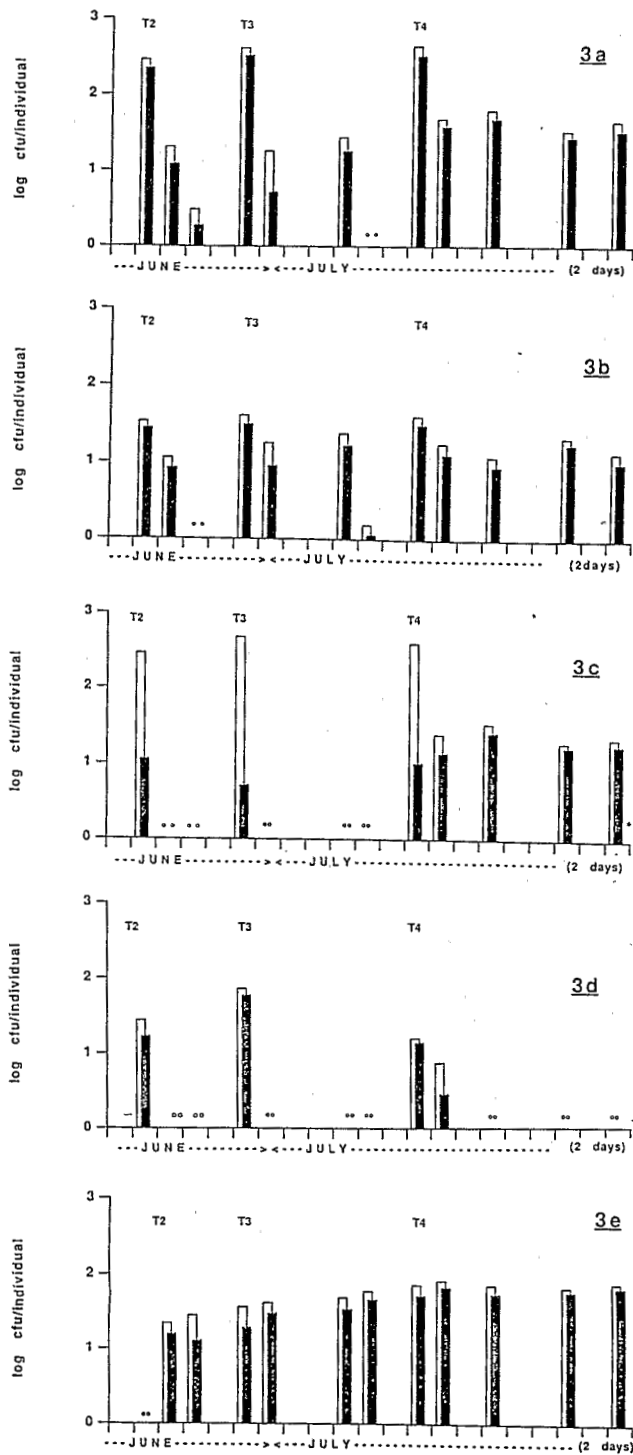 3
T2 T3 T4
3a
2
log cfu/individual
1
0
---JUNE----------><---JULY-------------------- (2 days)
3
T2 T3 T4
3b
2
log cfu/individual
1
0
---JUNE----------><---JULY-------------------- (2days)
3
T2 T3 T4
3c
2
log cfu/individual
1
0
---JUNE----------><---JULY-------------------- (2 days)
3
T2 T3 T4
3d
2
log cfu/individual
1
0
---JUNE----------><---JULY-------------------- (2 days)
3
T2 T3 T4
3e
2
log cfu/individual
1
0
---JUNE----------><---JULY-------------------- (2 days)